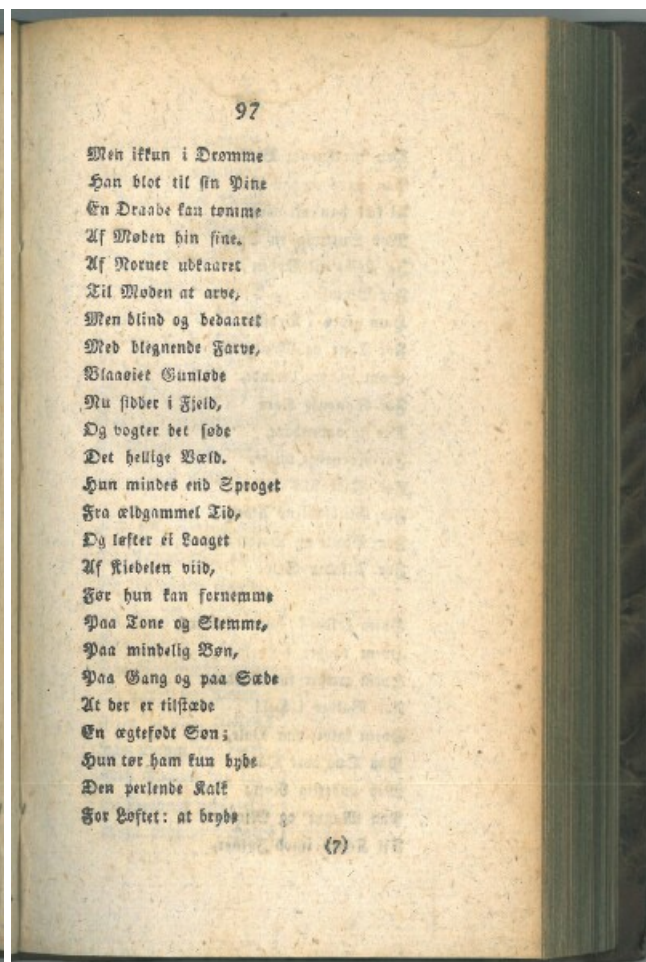 97
Men ikkun i Drømme
Han blot til sin Pine
En Draabe kan tømme
Af Møden hin fine.
Af Norner udkaaret
Til Møden at arve,
Men blind og bedaaret
Med blegnende Farve,
Blaaøiet Gunløde
Nu sidder i Fjeld,
Og vogter det søde
Det hellige Væld.
Hun mindes end Sproget
Fra ældgammel Tid,
Og løfter ei Laaget
Af Kiedelen viid,
Før hun kan fornemme
Paa Tone og Stemme,
Paa mindelig Bøn,
Paa Gang og paa Sæde
At der er tilstæde
En ægtefødt Søn;
Hun tør ham kun byde
Den perlende Kalk
For Løftet: at bryde
(7)